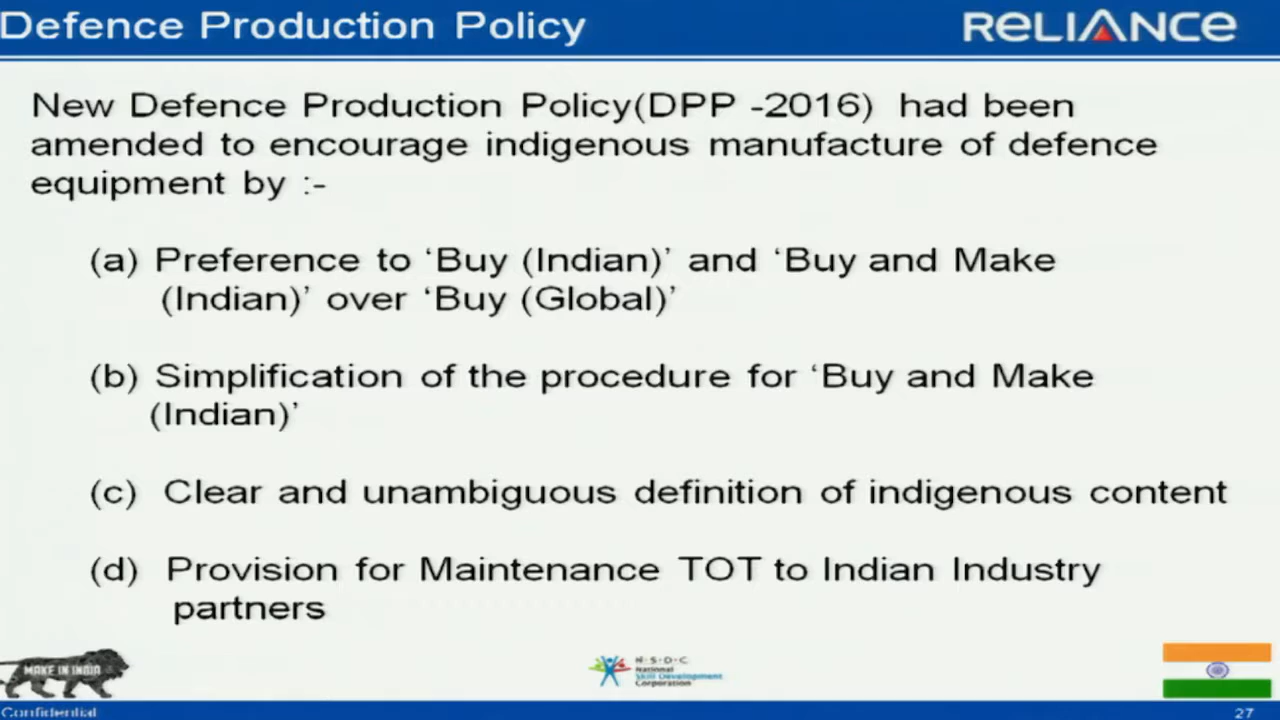 Defence Production Policy
RELIANCE
New Defence Production Policy(DPP -2016) had been
amended to encourage indigenous manufacture of defence
equipment by :-
(a) Preference to ‘Buy (Indian)’ and ‘Buy and Make
(Indian)’ over ‘Buy (Global)’
(b) Simplification of the procedure for ‘Buy and Make
(Indian)’
(c) Clear and unambiguous definition of indigenous content
(d) Provision for Maintenance TOT to Indian Industry
partners
MAKE IN INDIA
N·S·D·C
National
Skill Development
Corporation
Confidential
27